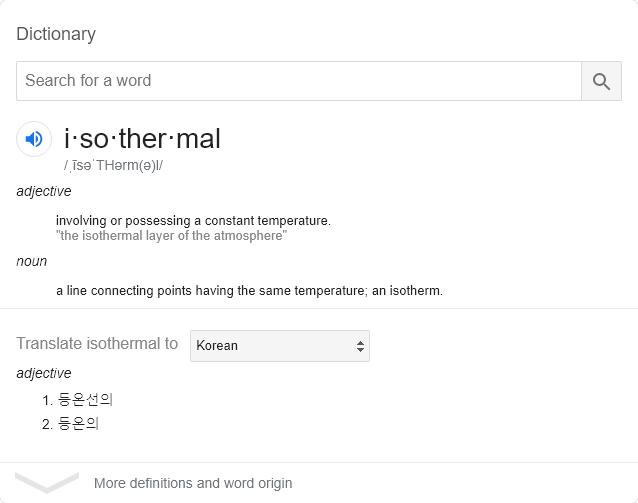 Dictionary
Search for a word
i·so·ther·mal
/ˌīsəˈTHərm(ə)l/
adjective
involving or possessing a constant temperature.
"the isothermal layer of the atmosphere"
noun
a line connecting points having the same temperature; an isotherm.
Translate isothermal to Korean
adjective
1. 등온선의
2. 등온의
More definitions and word origin